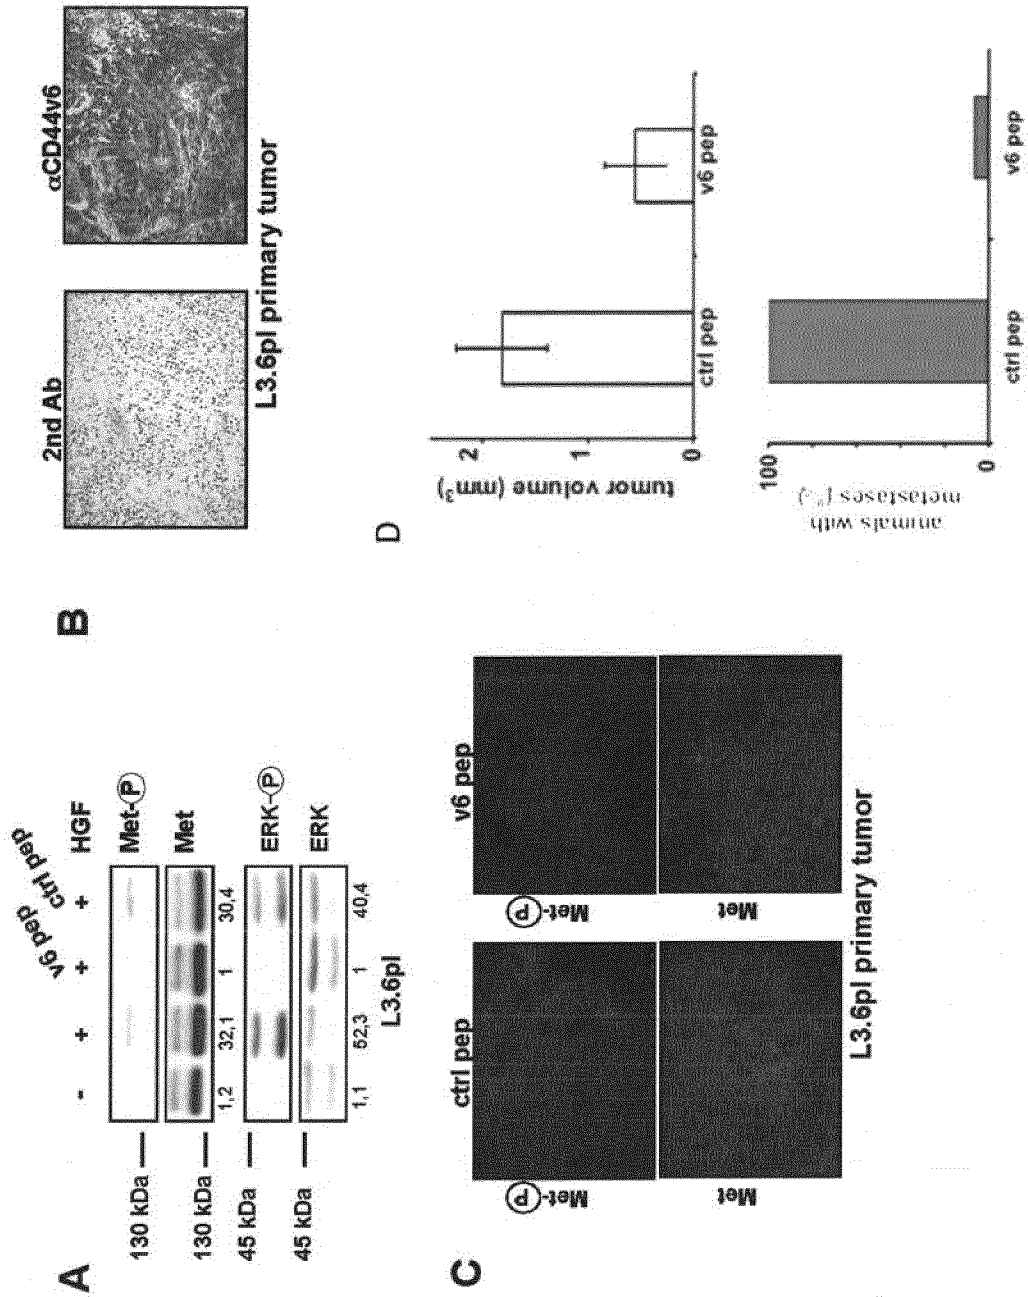 A
v6 pep
ctrl pep
- + + + HGF
130 kDa Met-P
130 kDa Met
1,2 32,1 1 30,4
45 kDa ERK-P
45 kDa ERK
1,1 52,3 1 40,4
L3.6pl
B
2nd Ab αCD44v6
L3.6pl primary tumor
C
ctrl pep v6 pep
Met-P Met-P
Met Met
L3.6pl primary tumor
D
tumor volume (mm³)
2
1
0
ctrl pep v6 pep
animals with
metastases (%)
100
0
ctrl pep v6 pep